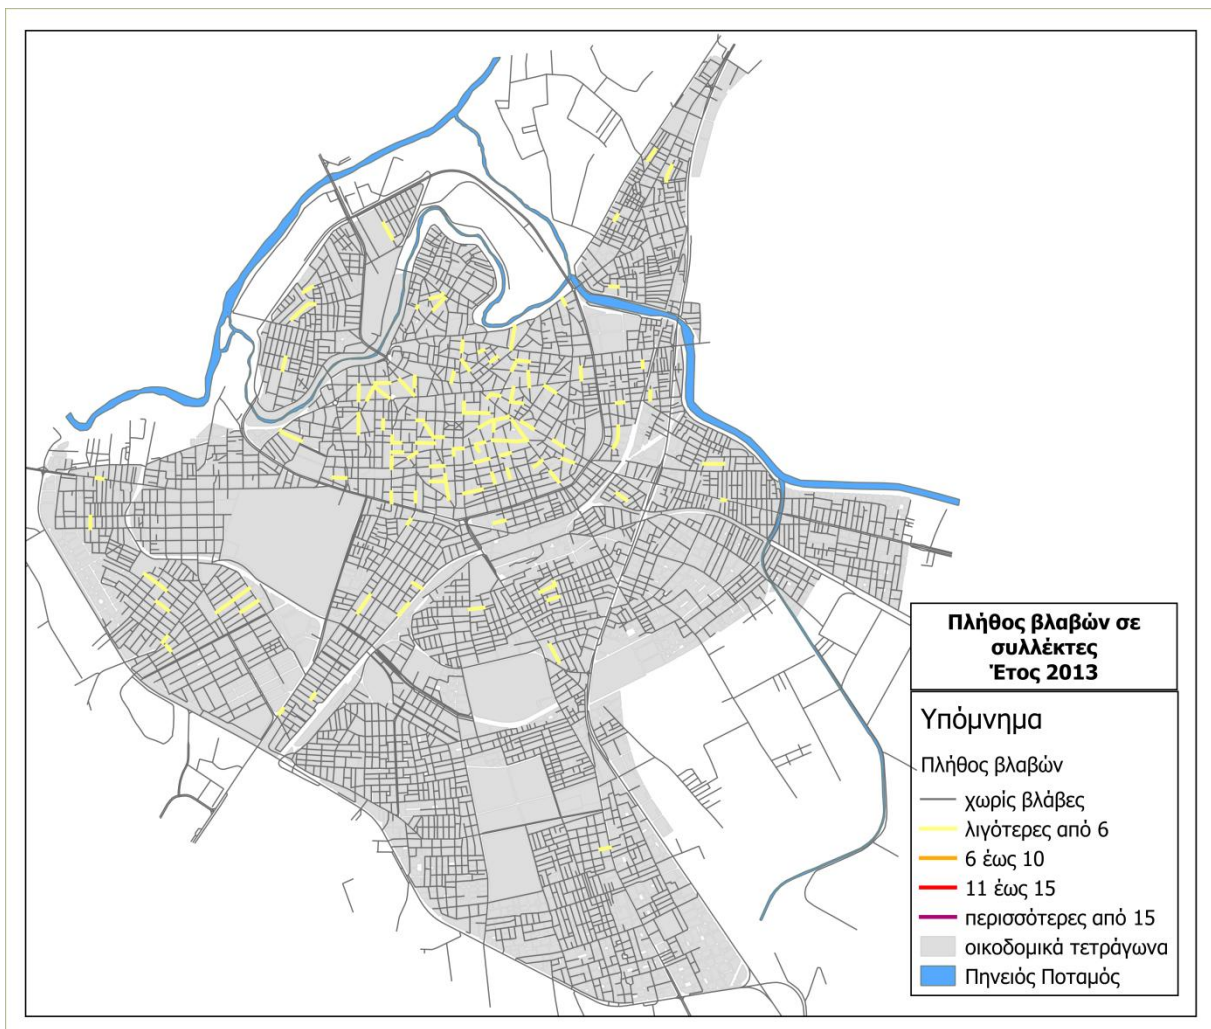 Πλήθος βλαβών σε
συλλέκτες
Έτος 2013
Υπόμνημα
Πλήθος βλαβών
χωρίς βλάβες
λιγότερες από 6
6 έως 10
11 έως 15
περισσότερες από 15
οικοδομικά τετράγωνα
Πηνειός Ποταμός